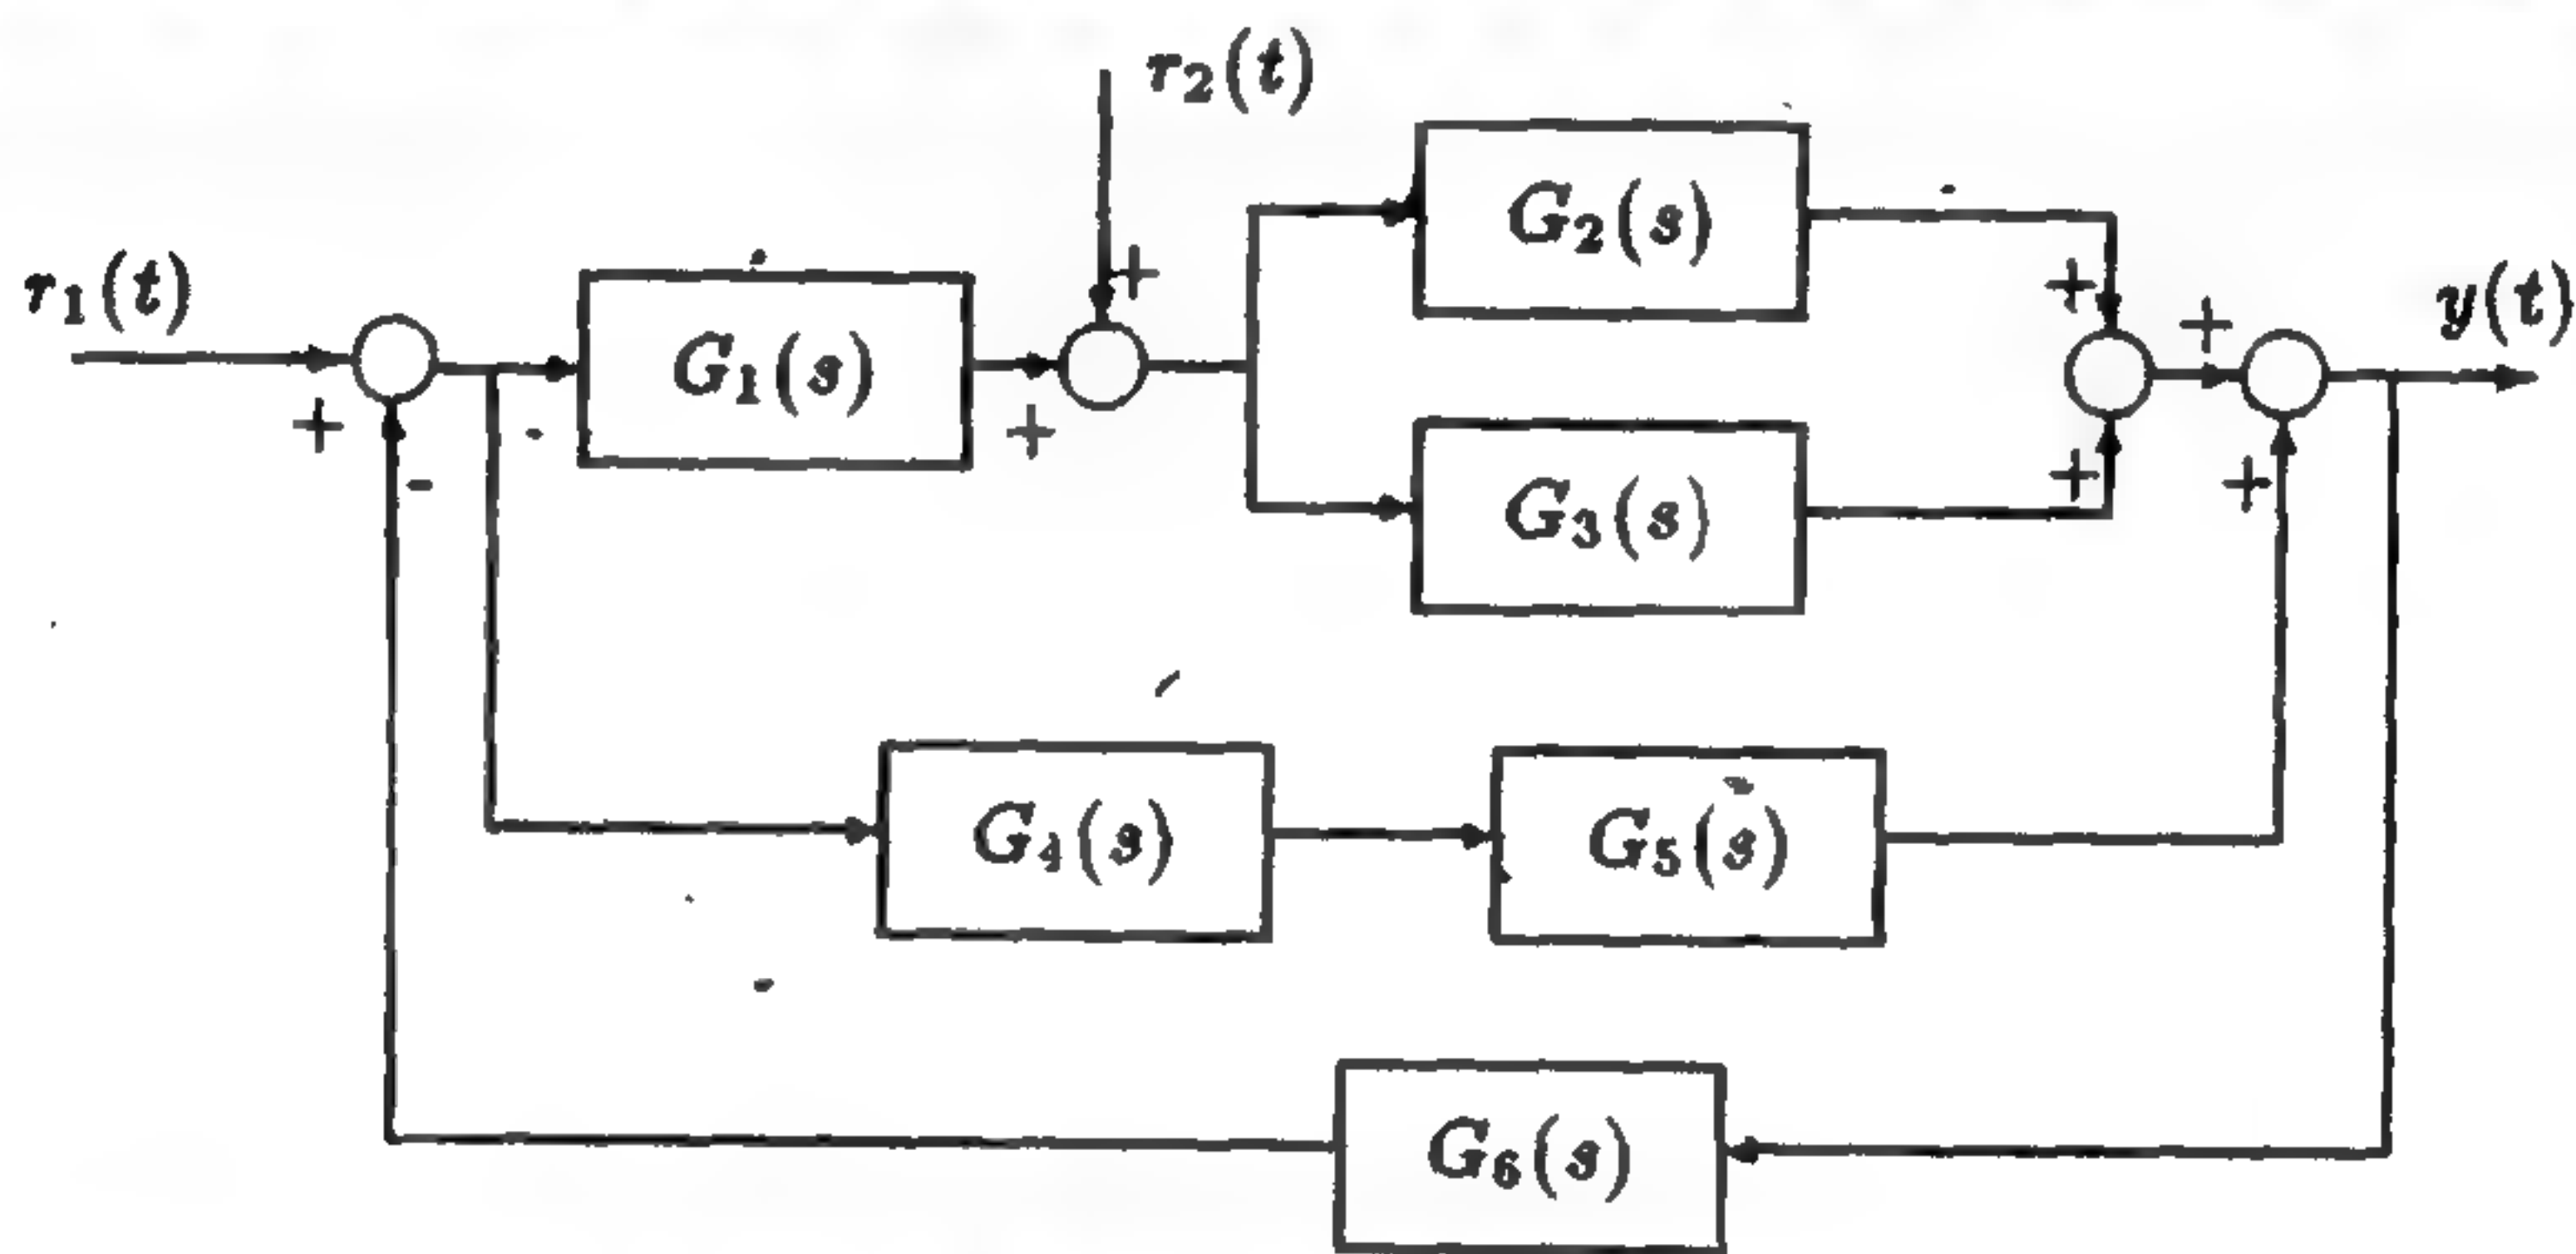 r₂(t)
G₂(s)
r₁(t)
+
+
+
y(t)
G₁(s)
+
+
-
+
+
G₃(s)
G₄(s)
G₅(s)
G₆(s)